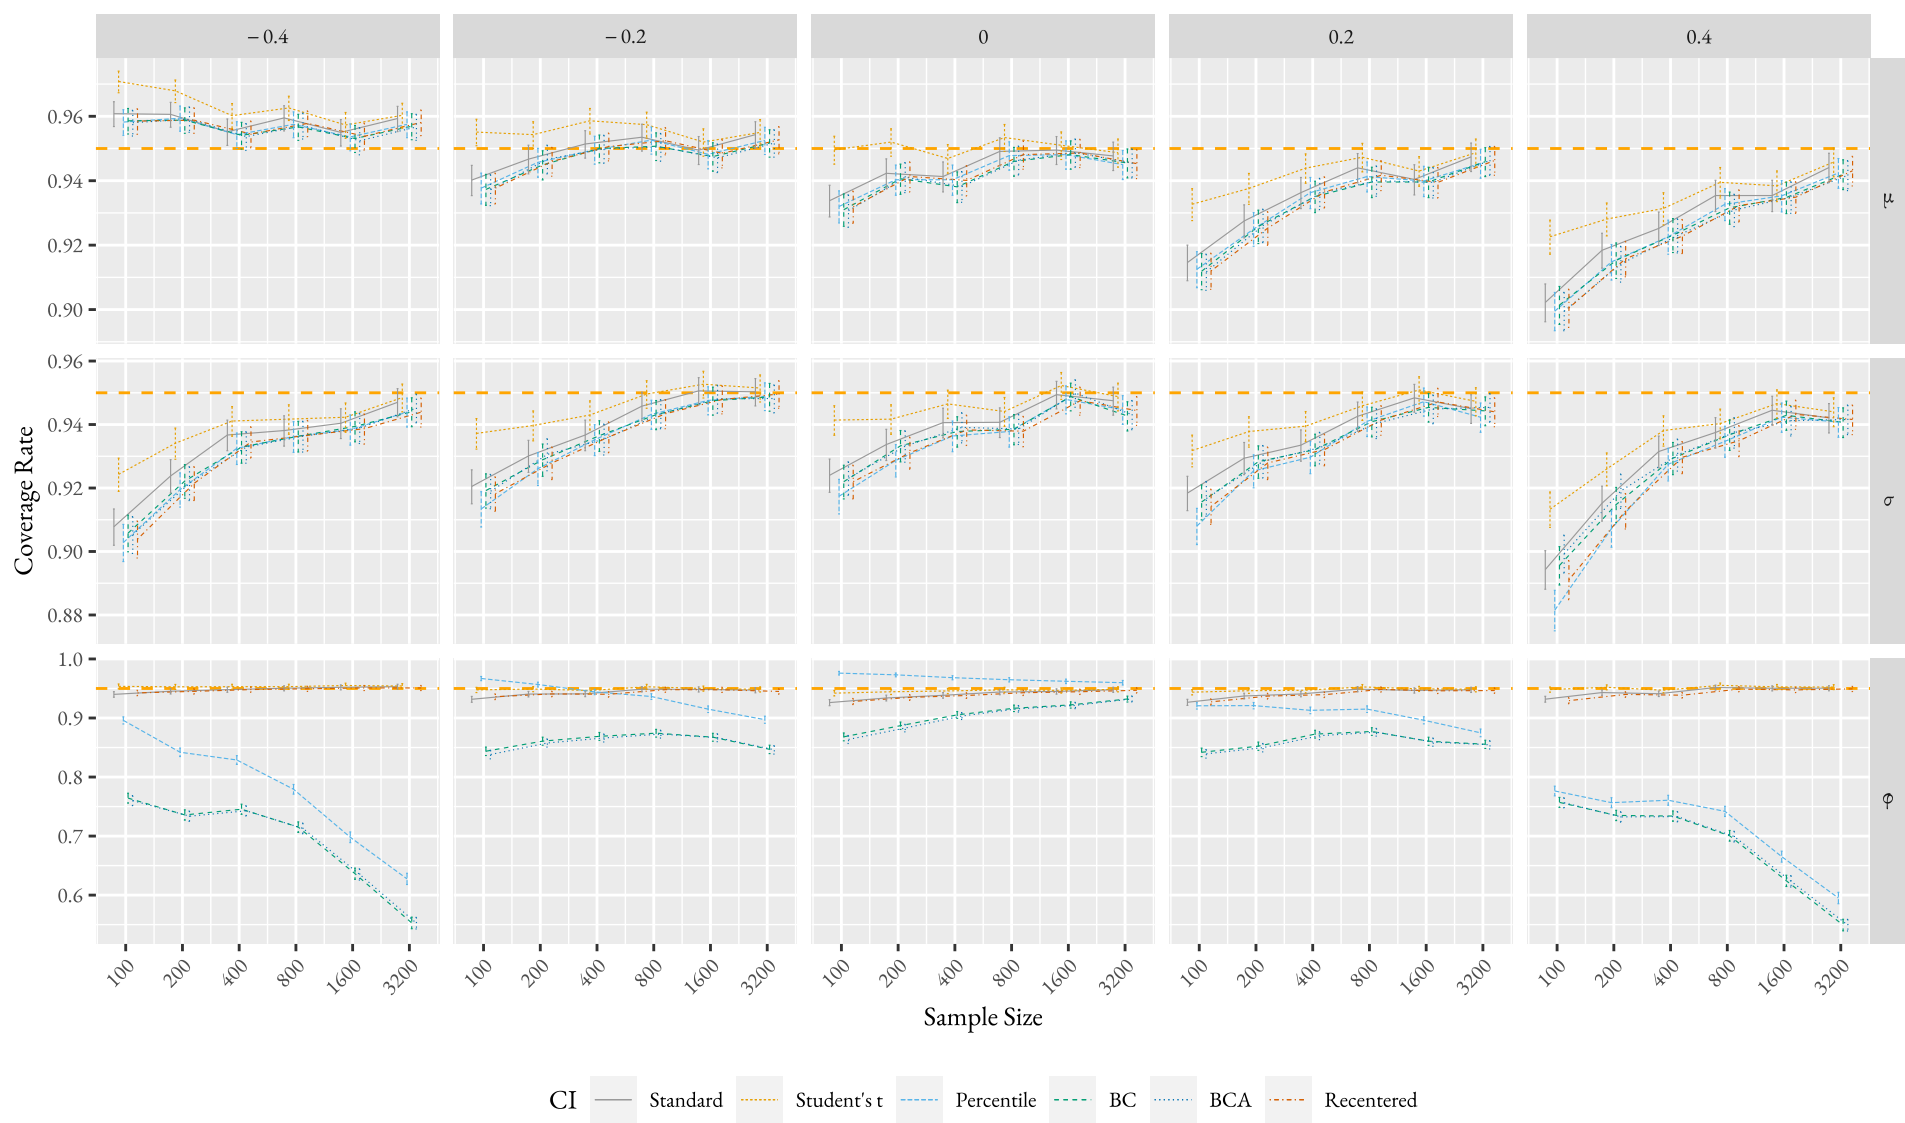 −0.4 −0.2 0 0.2 0.4
0.96
0.94
0.92
0.90
μ
0.96
0.94
0.92
0.90
0.88
σ
1.0
0.9
0.8
0.7
0.6
φ
Coverage Rate
100 200 400 800 1600 3200 100 200 400 800 1600 3200 100 200 400 800 1600 3200 100 200 400 800 1600 3200 100 200 400 800 1600 3200
Sample Size
CI Standard Student's t Percentile BC BCA Recentered